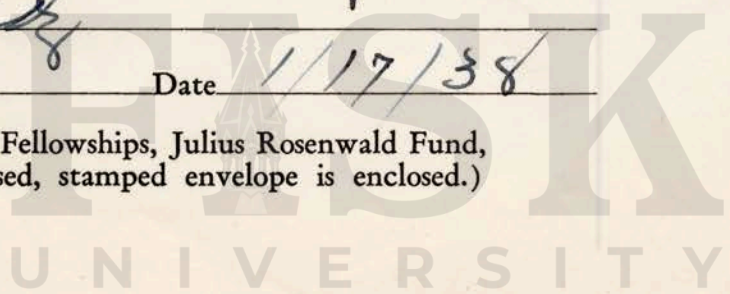 Date 1/17/38
Fellowships, Julius Rosenwald Fund,
sed, stamped envelope is enclosed.)
FISK
UNIVERSITY